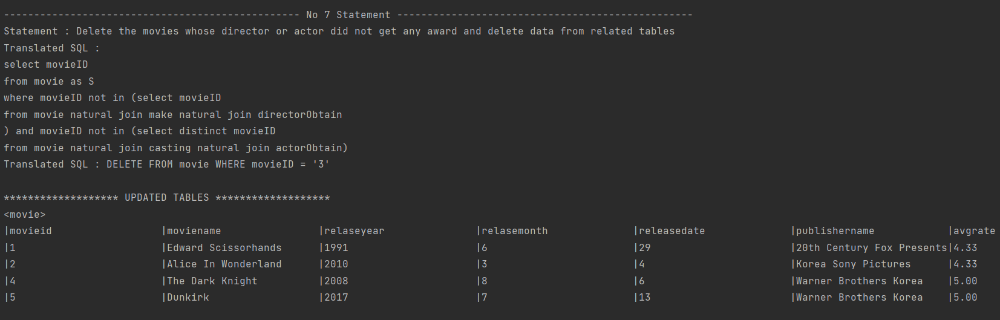 ------------------------------------------------- No 7 Statement -------------------------------------------------
Statement : Delete the movies whose director or actor did not get any award and delete data from related tables
Translated SQL :
select movieID
from movie as S
where movieID not in (select movieID
from movie natural join make natural join directorObtain
) and movieID not in (select distinct movieID
from movie natural join casting natural join actorObtain)
Translated SQL : DELETE FROM movie WHERE movieID = '3'
******************* UPDATED TABLES *******************
<movie>
|movieid                  |moviename                |relaseyear               |relasemonth              |releasedate              |publishername            |avgrate
|1                        |Edward Scissorhands      |1991                     |6                        |29                       |20th Century Fox Presents|4.33
|2                        |Alice In Wonderland      |2010                     |3                        |4                        |Korea Sony Pictures      |4.33
|4                        |The Dark Knight          |2008                     |8                        |6                        |Warner Brothers Korea    |5.00
|5                        |Dunkirk                  |2017                     |7                        |13                       |Warner Brothers Korea    |5.00